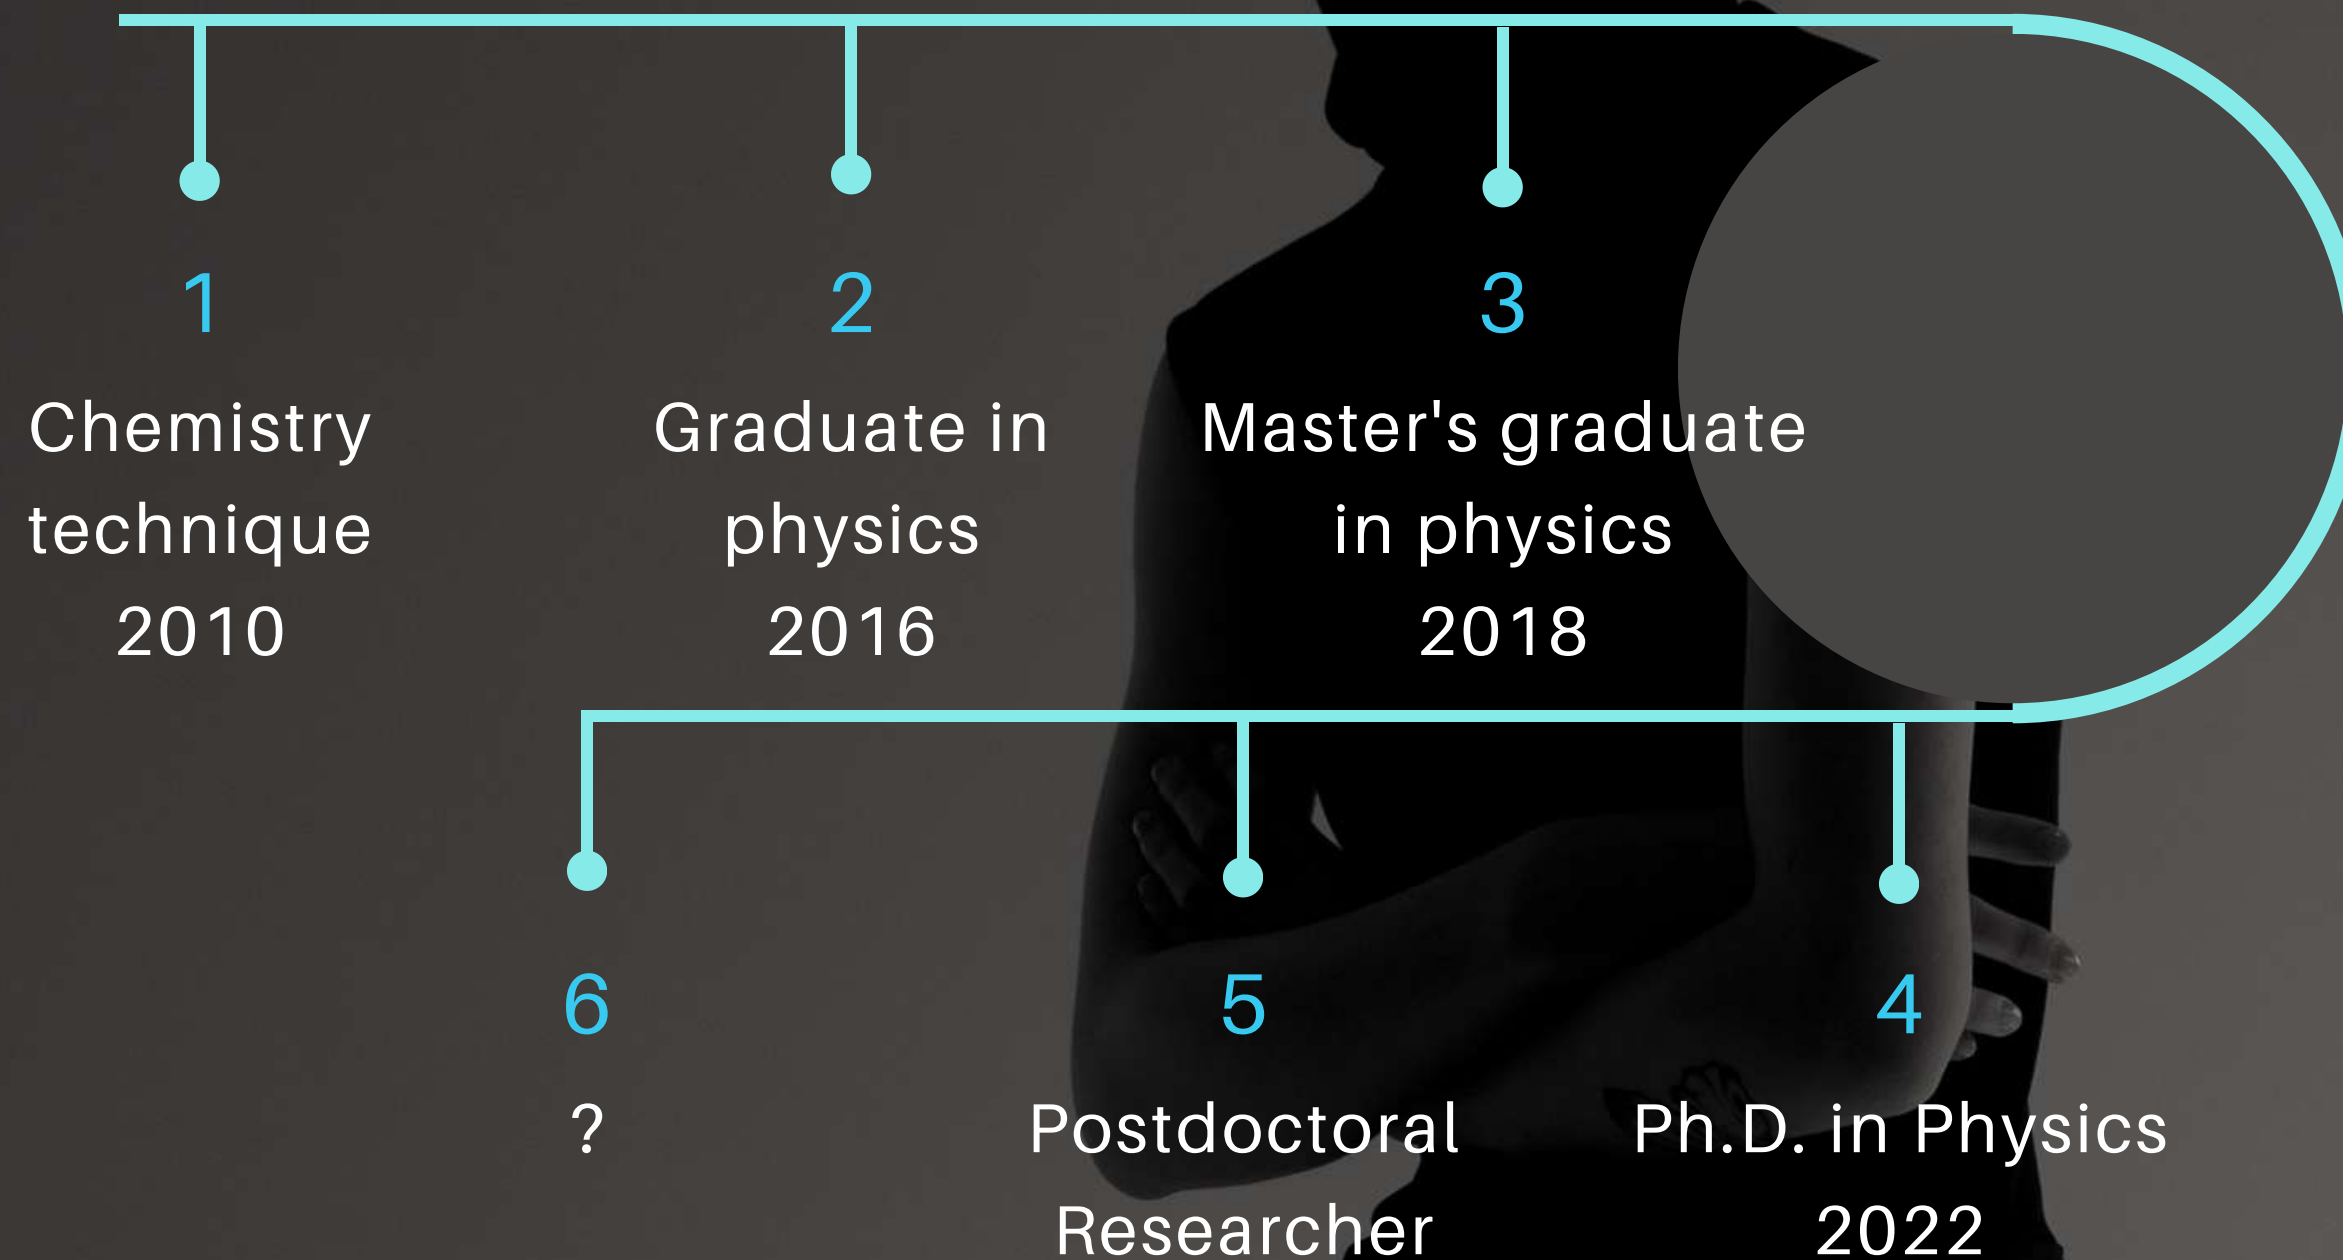 1
Chemistry
technique
2010
2
Graduate in
physics
2016
3
Master's graduate
in physics
2018
4
Ph.D. in Physics
2022
5
Postdoctoral
Researcher
6
?